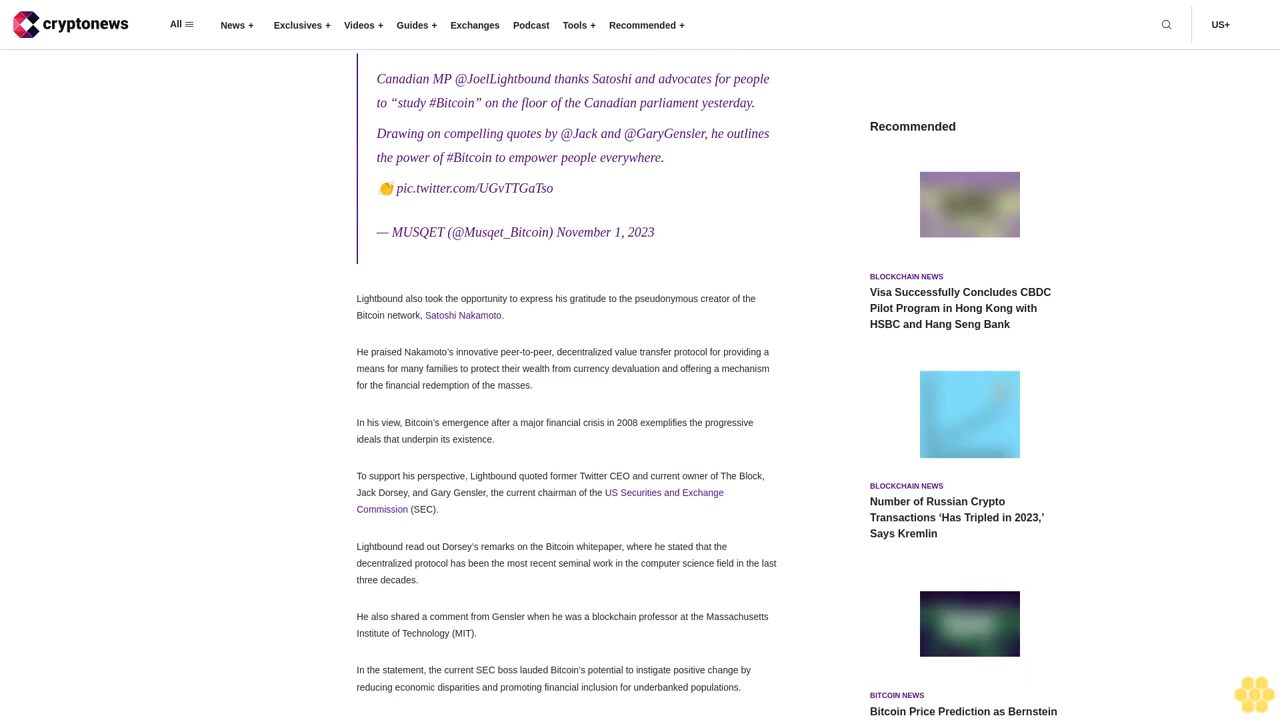 cryptonews
All
News +
Exclusives +
Videos +
Guides +
Exchanges
Podcast
Tools +
Recommended +
US+
Canadian MP @JoelLightbound thanks Satoshi and advocates for people
to “study #Bitcoin” on the floor of the Canadian parliament yesterday.
Drawing on compelling quotes by @Jack and @GaryGensler, he outlines
the power of #Bitcoin to empower people everywhere.
👏 pic.twitter.com/UGvTTGaTso
— MUSQET (@Musqet_Bitcoin) November 1, 2023
Lightbound also took the opportunity to express his gratitude to the pseudonymous creator of the
Bitcoin network, Satoshi Nakamoto.
He praised Nakamoto’s innovative peer-to-peer, decentralized value transfer protocol for providing a
means for many families to protect their wealth from currency devaluation and offering a mechanism
for the financial redemption of the masses.
In his view, Bitcoin’s emergence after a major financial crisis in 2008 exemplifies the progressive
ideals that underpin its existence.
To support his perspective, Lightbound quoted former Twitter CEO and current owner of The Block,
Jack Dorsey, and Gary Gensler, the current chairman of the US Securities and Exchange
Commission (SEC).
Lightbound read out Dorsey’s remarks on the Bitcoin whitepaper, where he stated that the
decentralized protocol has been the most recent seminal work in the computer science field in the last
three decades.
He also shared a comment from Gensler when he was a blockchain professor at the Massachusetts
Institute of Technology (MIT).
In the statement, the current SEC boss lauded Bitcoin’s potential to instigate positive change by
reducing economic disparities and promoting financial inclusion for underbanked populations.
Recommended
BLOCKCHAIN NEWS
Visa Successfully Concludes CBDC
Pilot Program in Hong Kong with
HSBC and Hang Seng Bank
BLOCKCHAIN NEWS
Number of Russian Crypto
Transactions ‘Has Tripled in 2023,’
Says Kremlin
BITCOIN NEWS
Bitcoin Price Prediction as Bernstein